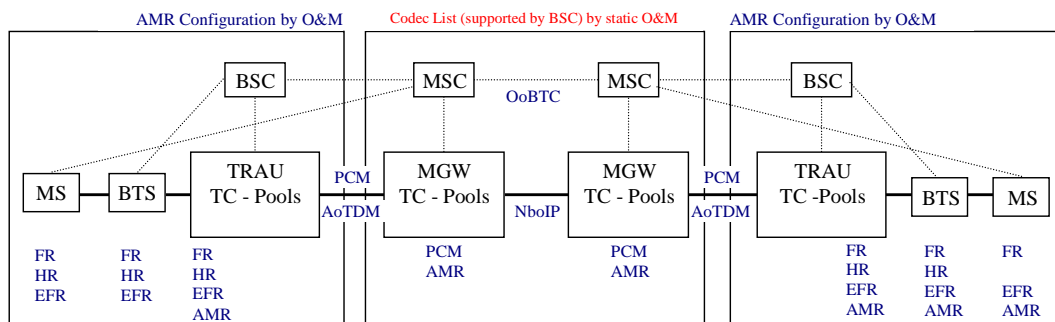 AMR Configuration by O&M
Codec List (supported by BSC) by static O&M
AMR Configuration by O&M
BSC
MSC
OoBTC
MSC
BSC
MS
BTS
TRAU
TC - Pools
PCM
AoTDM
MGW
TC - Pools
NboIP
MGW
TC - Pools
PCM
AoTDM
TRAU
TC -Pools
BTS
MS
FR
HR
EFR
FR
HR
EFR
FR
HR
EFR
AMR
PCM
AMR
PCM
AMR
FR
HR
EFR
AMR
FR
HR
EFR
AMR
FR
EFR
AMR